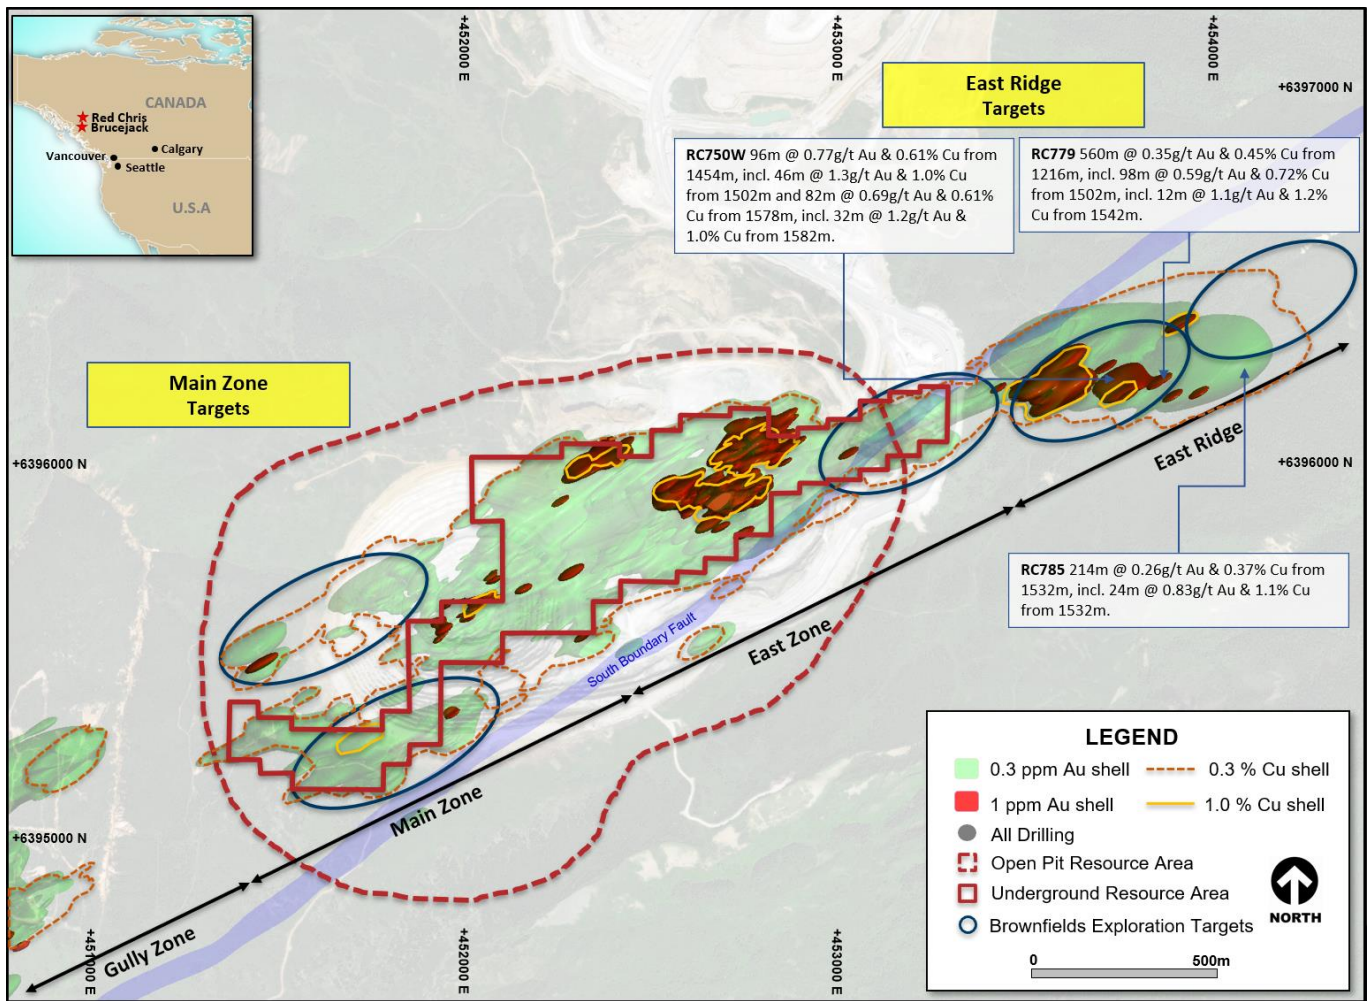 CANADA
Red Chris
Brucejack
Vancouver
Calgary
Seattle
U.S.A
+452000 E
+453000 E
+454000 E
+6397000 N
East Ridge
Targets
RC750W 96m @ 0.77g/t Au & 0.61% Cu from
1454m, incl. 46m @ 1.3g/t Au & 1.0% Cu
from 1502m and 82m @ 0.69g/t Au & 0.61%
Cu from 1578m, incl. 32m @ 1.2g/t Au &
1.0% Cu from 1582m.
RC779 560m @ 0.35g/t Au & 0.45% Cu from
1216m, incl. 98m @ 0.59g/t Au & 0.72% Cu
from 1502m, incl. 12m @ 1.1g/t Au & 1.2%
Cu from 1542m.
Main Zone
Targets
+6396000 N
+6396000 N
East Ridge
RC785 214m @ 0.26g/t Au & 0.37% Cu from
1532m, incl. 24m @ 0.83g/t Au & 1.1% Cu
from 1532m.
South Boundary Fault
East Zone
Main Zone
Gully Zone
+6395000 N
+451000 E
+452000 E
+453000 E
LEGEND
0.3 ppm Au shell
0.3 % Cu shell
1 ppm Au shell
1.0 % Cu shell
All Drilling
Open Pit Resource Area
Underground Resource Area
Brownfields Exploration Targets
NORTH
0
500m